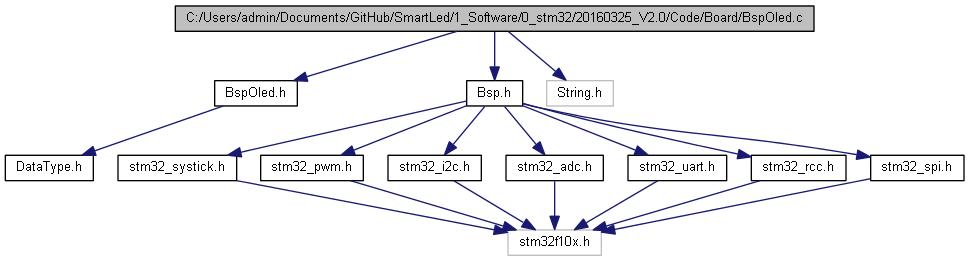 C:/Users/admin/Documents/GitHub/SmartLed/1_Software/0_stm32/20160325_V2.0/Code/Board/BspOled.c
BspOled.h
Bsp.h
String.h
DataType.h
stm32_systick.h
stm32_pwm.h
stm32_i2c.h
stm32_adc.h
stm32_uart.h
stm32_rcc.h
stm32_spi.h
stm32f10x.h